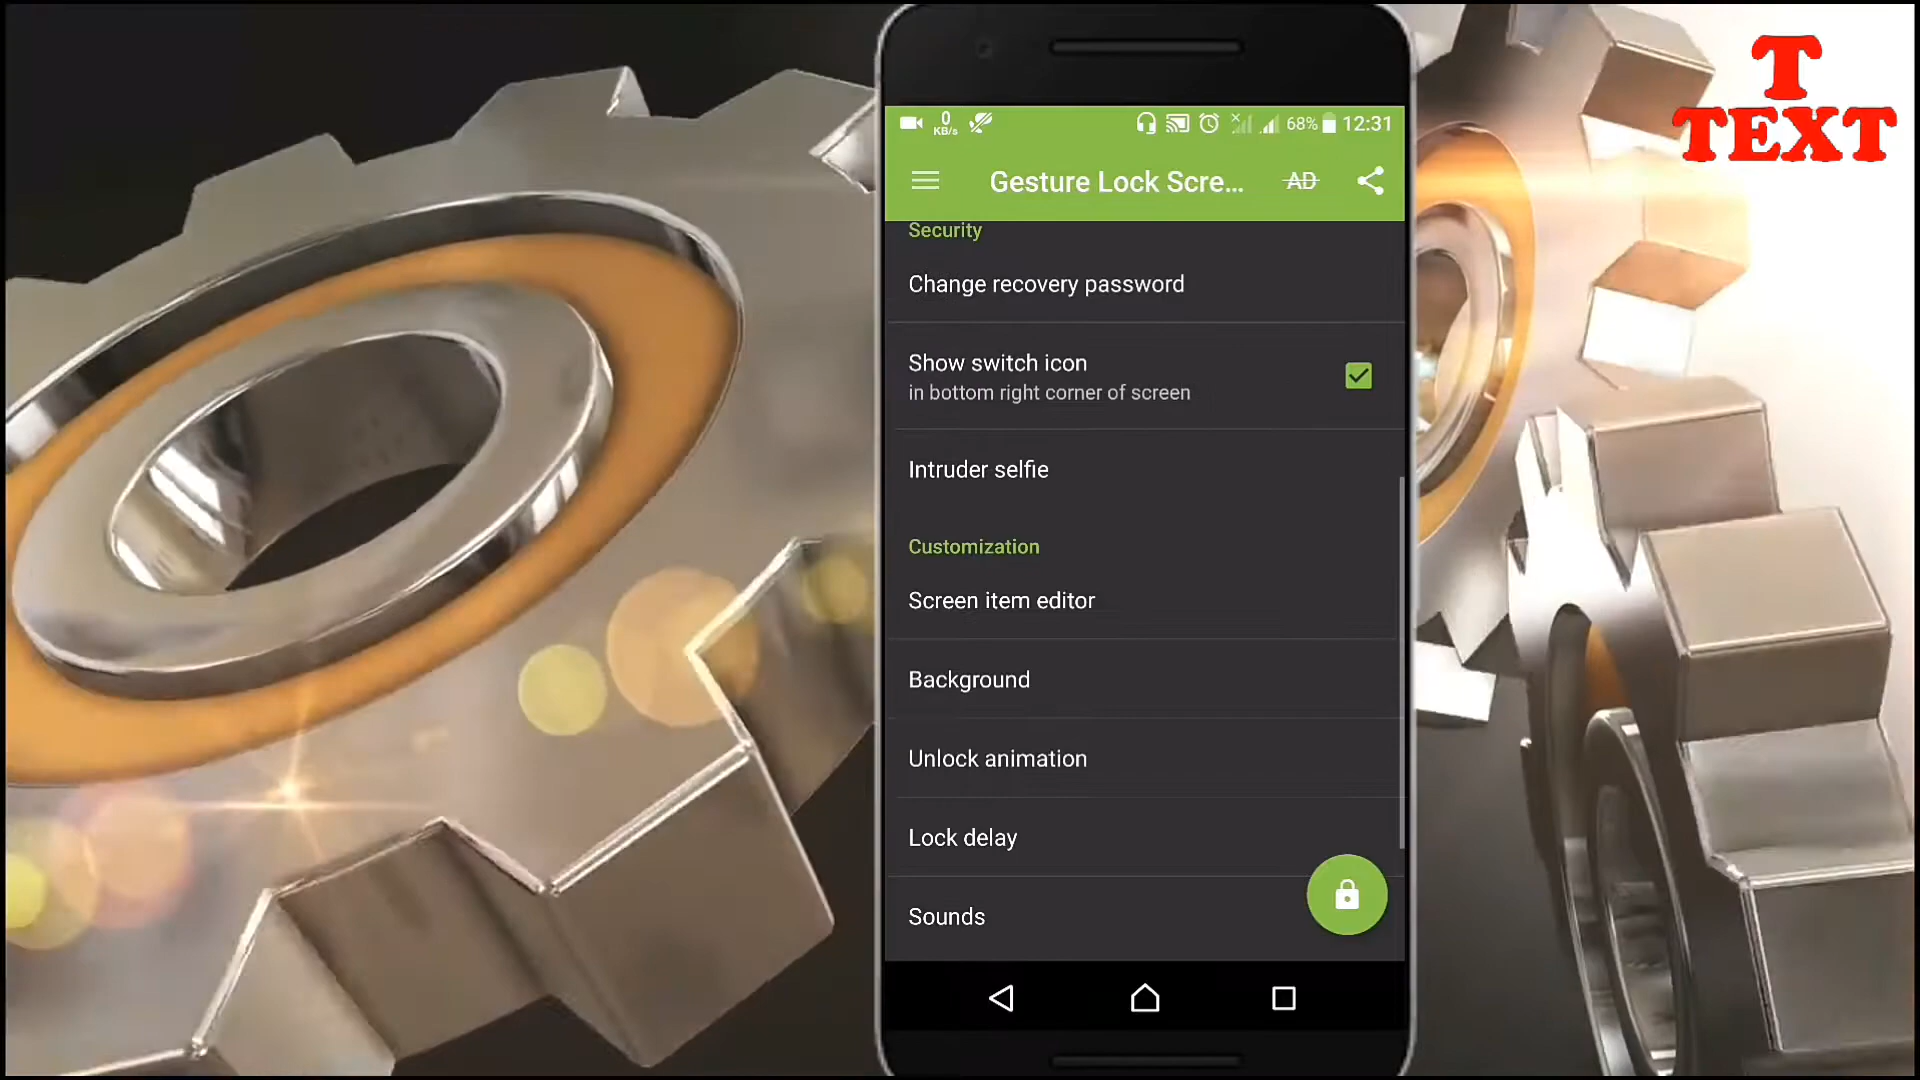 T
TEXT
0
KB/s
68%
12:31
Gesture Lock Scre...
AD
Security
Change recovery password
Show switch icon
in bottom right corner of screen
Intruder selfie
Customization
Screen item editor
Background
Unlock animation
Lock delay
Sounds